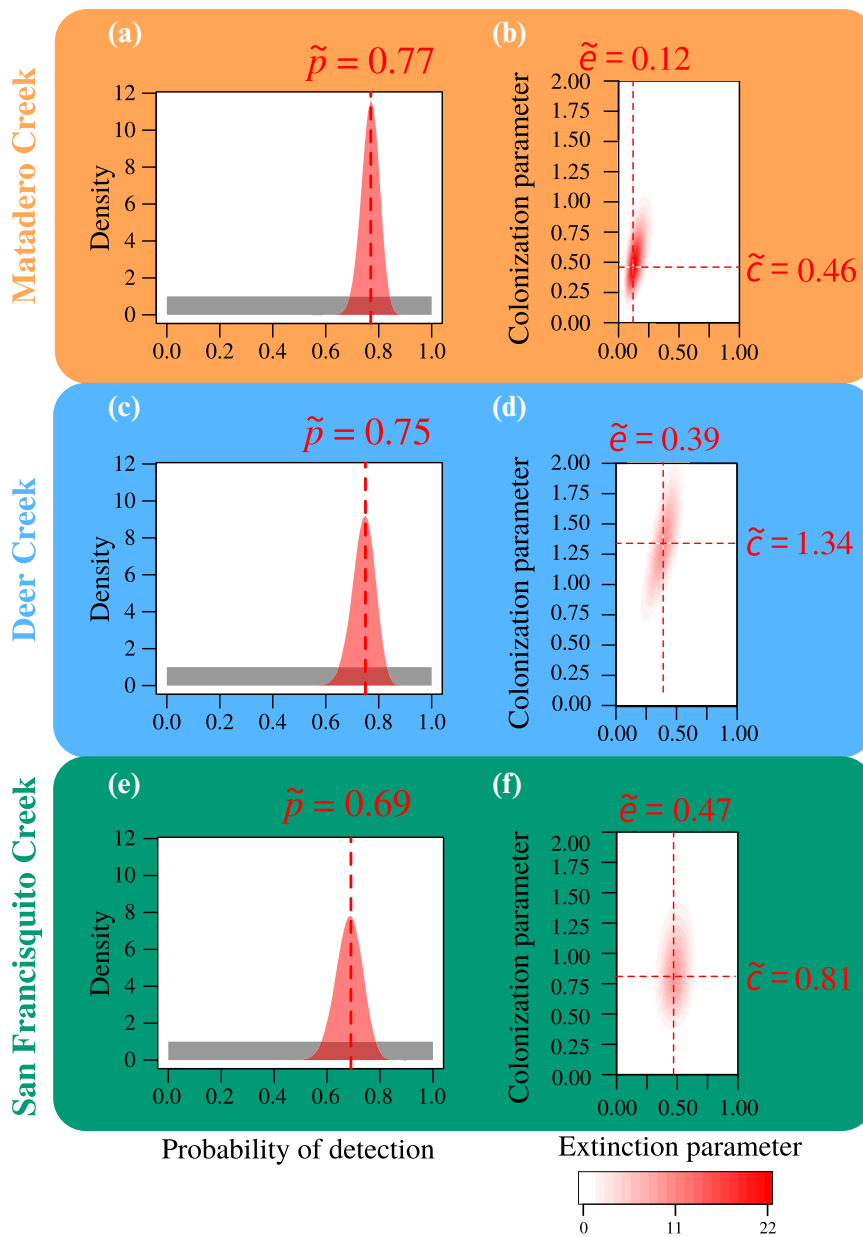 Matadero Creek
(a)
p̃ = 0.77
Density
12
10
8
6
4
2
0
0.0 0.2 0.4 0.6 0.8 1.0
(b)
ẽ = 0.12
Colonization parameter
2.00
1.75
1.50
1.25
1.00
0.75
0.50
0.25
0.00
0.00 0.50 1.00
c̃ = 0.46
Deer Creek
(c)
p̃ = 0.75
Density
12
10
8
6
4
2
0
0.0 0.2 0.4 0.6 0.8 1.0
(d)
ẽ = 0.39
Colonization parameter
2.00
1.75
1.50
1.25
1.00
0.75
0.50
0.25
0.00
0.00 0.50 1.00
c̃ = 1.34
San Francisquito Creek
(e)
p̃ = 0.69
Density
12
10
8
6
4
2
0
0.0 0.2 0.4 0.6 0.8 1.0
Probability of detection
(f)
ẽ = 0.47
Colonization parameter
2.00
1.75
1.50
1.25
1.00
0.75
0.50
0.25
0.00
0.00 0.50 1.00
c̃ = 0.81
Extinction parameter
0 11 22